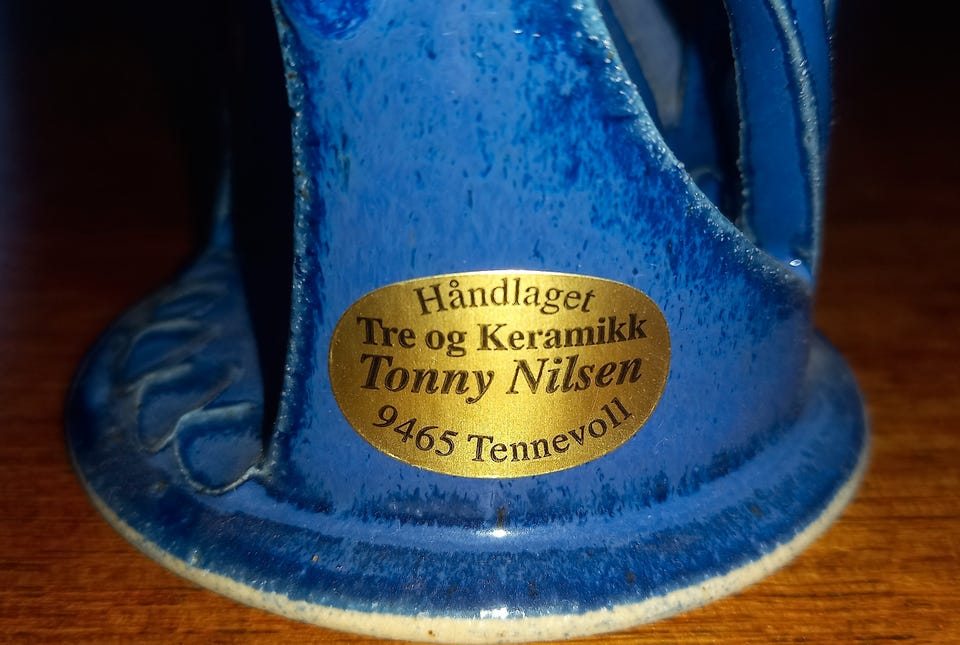 Håndlaget
Tre og Keramikk
Tonny Nilsen
9465 Tennevoll